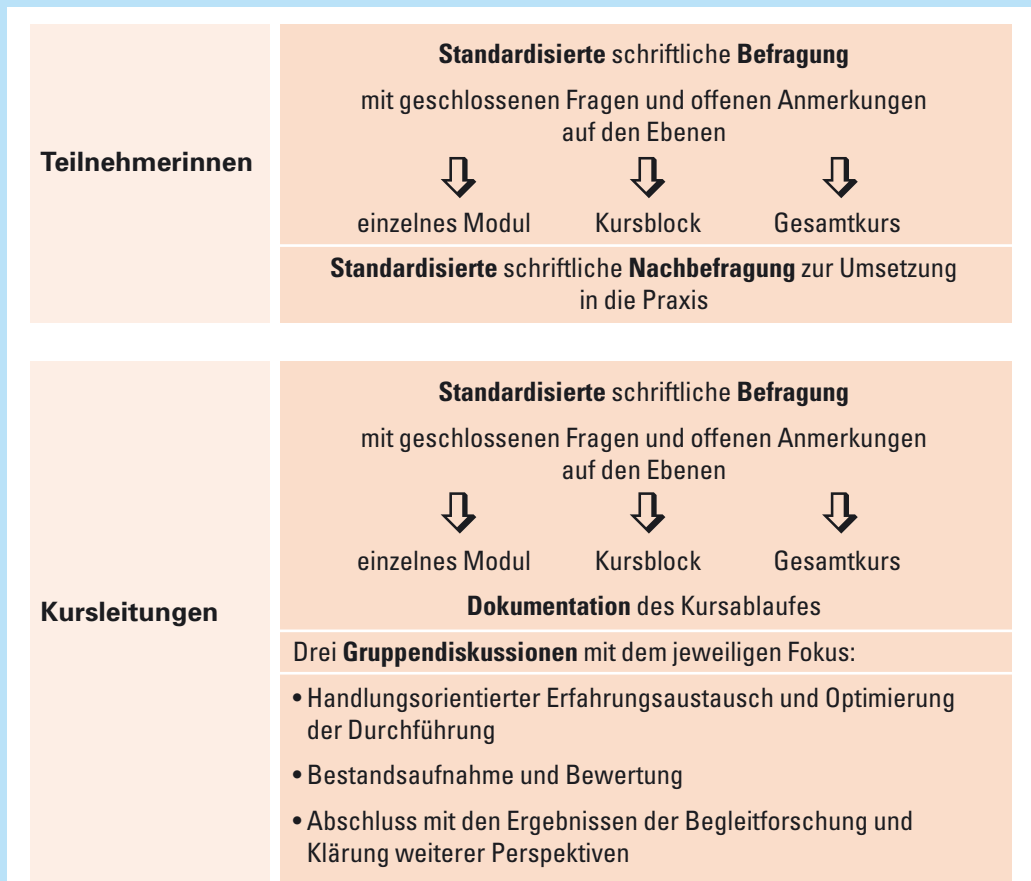 Teilnehmerinnen
Standardisierte schriftliche Befragung
mit geschlossenen Fragen und offenen Anmerkungen
auf den Ebenen
einzelnes Modul Kursblock Gesamtkurs
Standardisierte schriftliche Nachbefragung zur Umsetzung
in die Praxis
Kursleitungen
Standardisierte schriftliche Befragung
mit geschlossenen Fragen und offenen Anmerkungen
auf den Ebenen
einzelnes Modul Kursblock Gesamtkurs
Dokumentation des Kursablaufes
Drei Gruppendiskussionen mit dem jeweiligen Fokus:
• Handlungsorientierter Erfahrungsaustausch und Optimierung
der Durchführung
• Bestandsaufnahme und Bewertung
• Abschluss mit den Ergebnissen der Begleitforschung und
Klärung weiterer Perspektiven